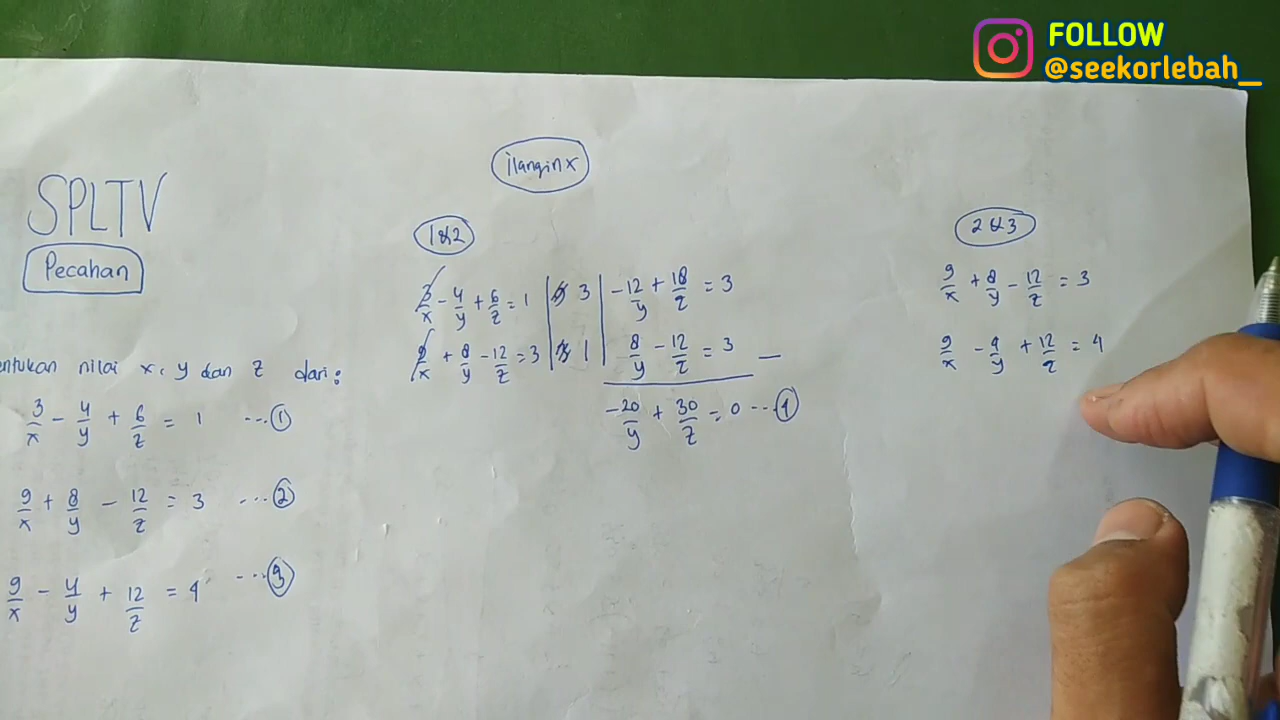 FOLLOW
@seekorlebah_
SPLTV
Pecahan
nilai x, y dan z dari:
3/x - 4/y + 6/z = 1 ...①
9/x + 8/y - 12/z = 3 ...②
9/x - 4/y + 12/z = 4 ...③
ilangin x
1&2
3/x - 4/y + 6/z = 1 | 3 | -12/y + 18/z = 3
9/x + 8/y - 12/z = 3 | 1 | 8/y - 12/z = 3 —
-20/y + 30/z = 0 ...④
2&3
9/x + 8/y - 12/z = 3
9/x - 4/y + 12/z = 4